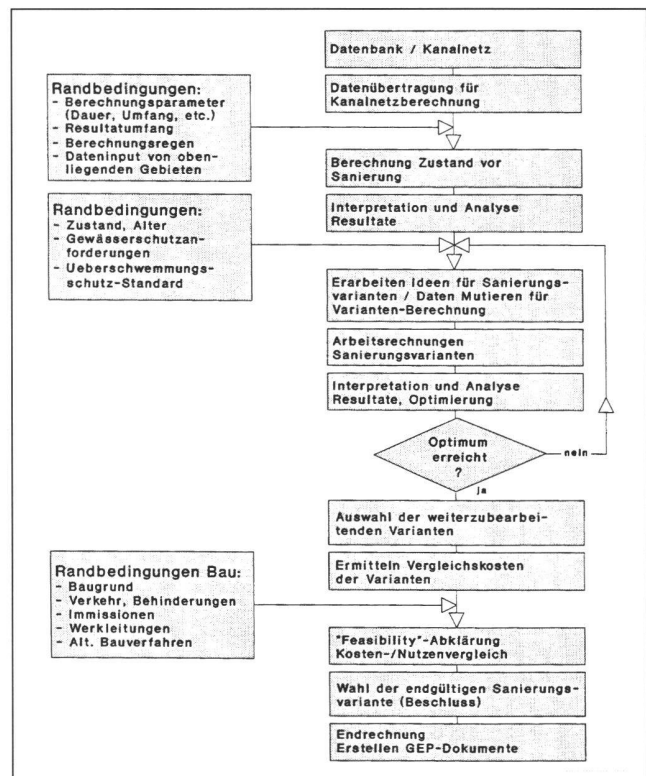 Datenbank / Kanalnetz
Datenübertragung für
Kanalnetzberechnung
Randbedingungen:
- Berechnungsparameter
(Dauer, Umfang, etc.)
- Resultatumfang
- Berechnungsregen
- Dateninput von oben-
liegenden Gebieten
Berechnung Zustand vor
Sanierung
Interpretation und Analyse
Resultate
Randbedingungen:
- Zustand, Alter
- Gewässerschutzan-
forderungen
- Ueberschwemmungs-
schutz-Standard
Erarbeiten Ideen für Sanierungs-
varianten / Daten Mutieren für
Varianten-Berechnung
Arbeitsrechnungen
Sanierungsvarianten
Interpretation und Analyse
Resultate, Optimierung
Optimum
erreicht
?
nein
ja
Auswahl der weiterzubearbei-
tenden Varianten
Ermitteln Vergleichskosten
der Varianten
Randbedingungen Bau:
- Baugrund
- Verkehr, Behinderungen
- Immissionen
- Werkleitungen
- Alt. Bauverfahren
"Feasibility"-Abklärung
Kosten-/Nutzenvergleich
Wahl der endgültigen Sanierungs-
variante (Beschluss)
Endrechnung
Erstellen GEP-Dokumente